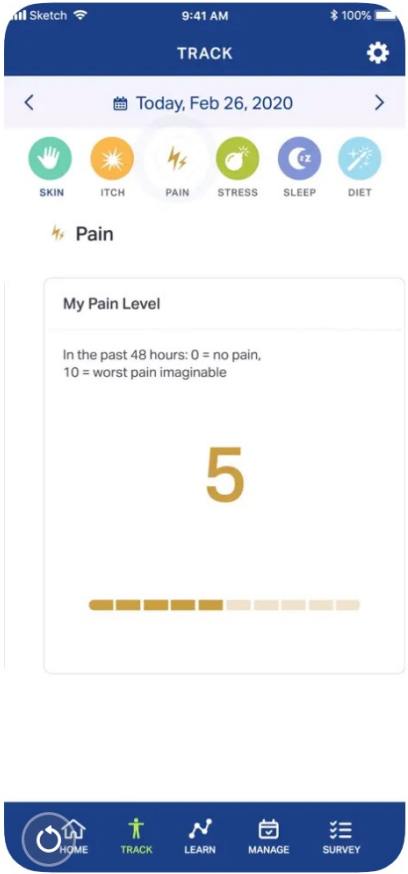 Sketch 9:41 AM 100%
TRACK
Today, Feb 26, 2020
zZ
SKIN ITCH PAIN STRESS SLEEP DIET
Pain
My Pain Level
In the past 48 hours: 0 = no pain,
10 = worst pain imaginable
5
HOME TRACK LEARN MANAGE SURVEY